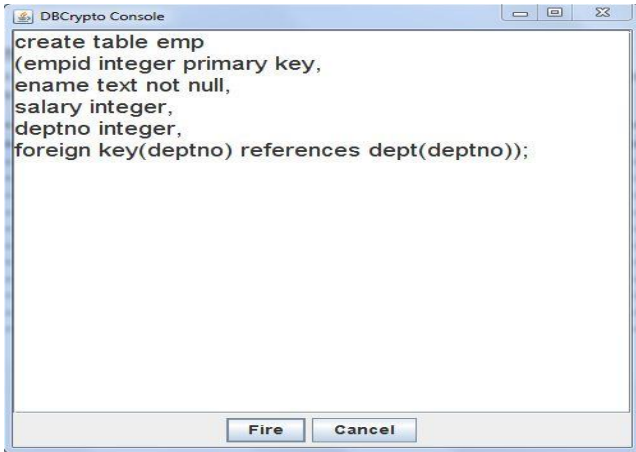 DBCrypto Console
create table emp
(empid integer primary key,
ename text not null,
salary integer,
deptno integer,
foreign key(deptno) references dept(deptno));
Fire
Cancel